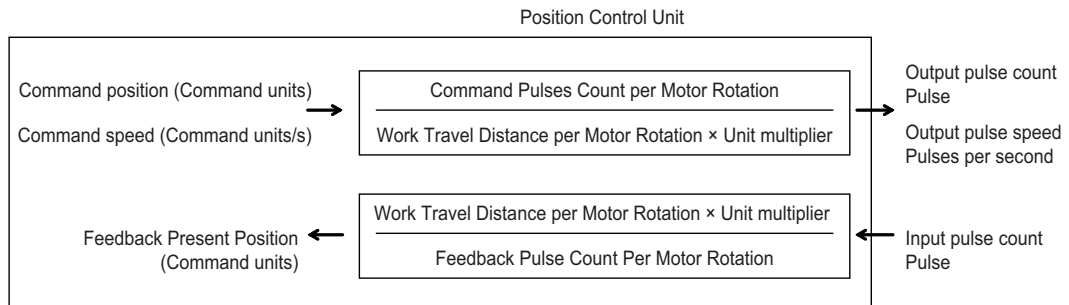 Position Control Unit
Command position (Command units)
Command speed (Command units/s)
Command Pulses Count per Motor Rotation
Work Travel Distance per Motor Rotation × Unit multiplier
Output pulse count
Pulse
Output pulse speed
Pulses per second
Feedback Present Position
(Command units)
Work Travel Distance per Motor Rotation × Unit multiplier
Feedback Pulse Count Per Motor Rotation
Input pulse count
Pulse